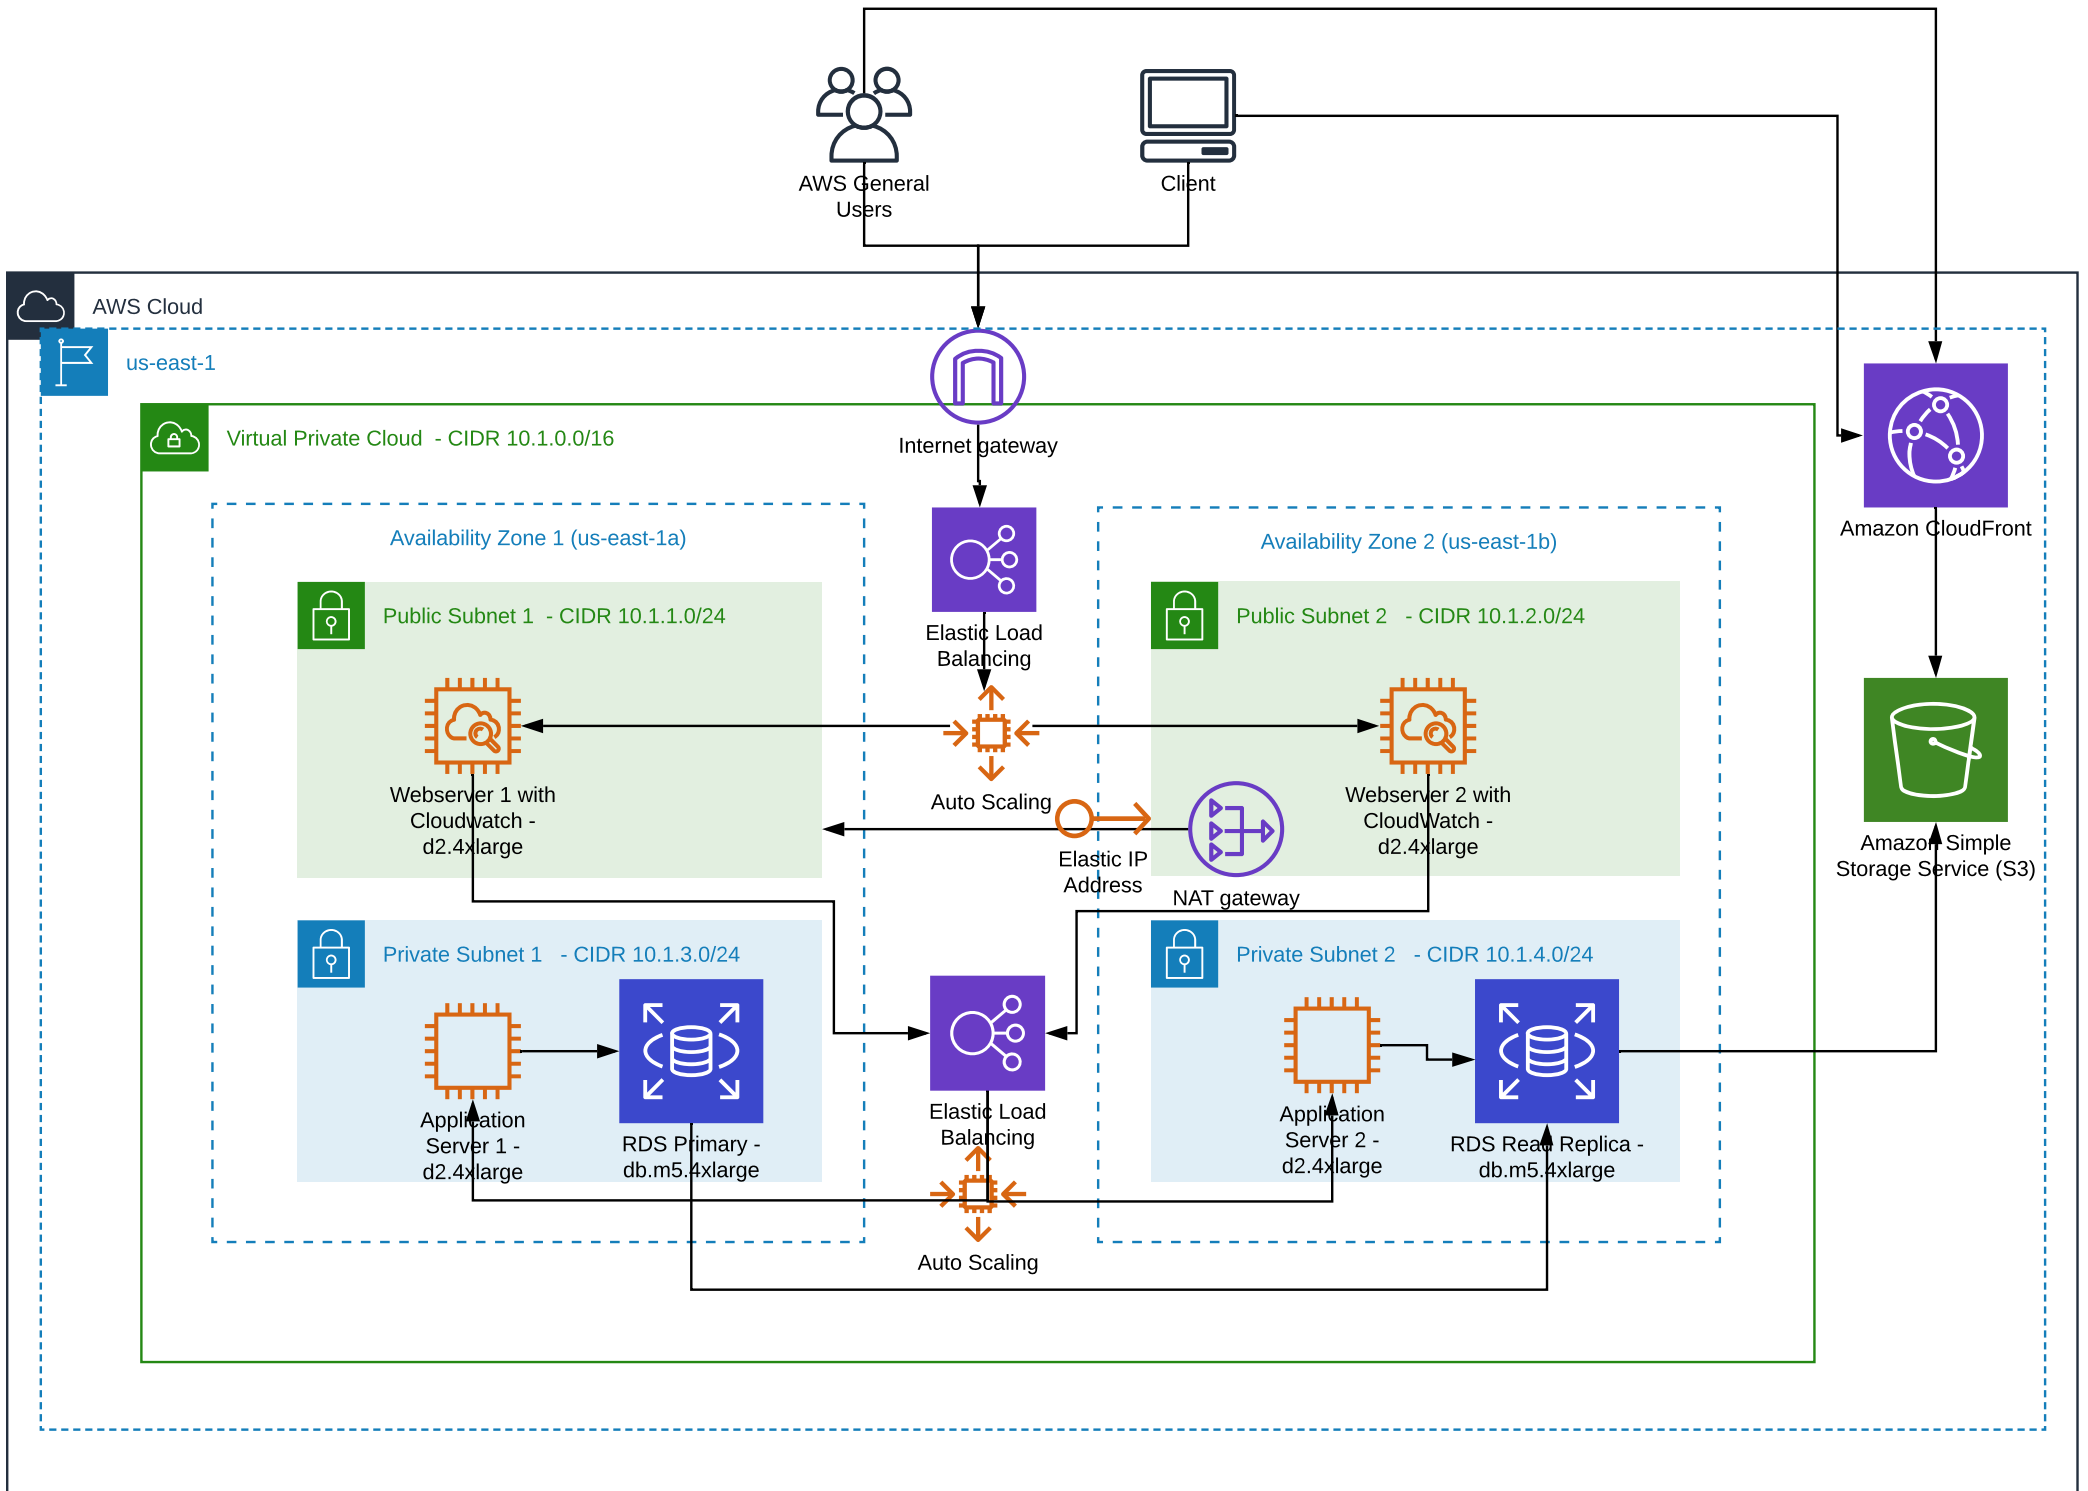 AWS General
Users
Client
AWS Cloud
us-east-1
Virtual Private Cloud  - CIDR 10.1.0.0/16
Internet gateway
Amazon CloudFront
Availability Zone 1 (us-east-1a)
Availability Zone 2 (us-east-1b)
Public Subnet 1  - CIDR 10.1.1.0/24
Elastic Load
Balancing
Public Subnet 2   - CIDR 10.1.2.0/24
Webserver 1 with
Cloudwatch -
d2.4xlarge
Auto Scaling
Webserver 2 with
CloudWatch -
d2.4xlarge
Elastic IP
Address
NAT gateway
Amazon Simple
Storage Service (S3)
Private Subnet 1   - CIDR 10.1.3.0/24
Private Subnet 2   - CIDR 10.1.4.0/24
Application
Server 1 -
d2.4xlarge
RDS Primary -
db.m5.4xlarge
Elastic Load
Balancing
Application
Server 2 -
d2.4xlarge
RDS Read Replica -
db.m5.4xlarge
Auto Scaling